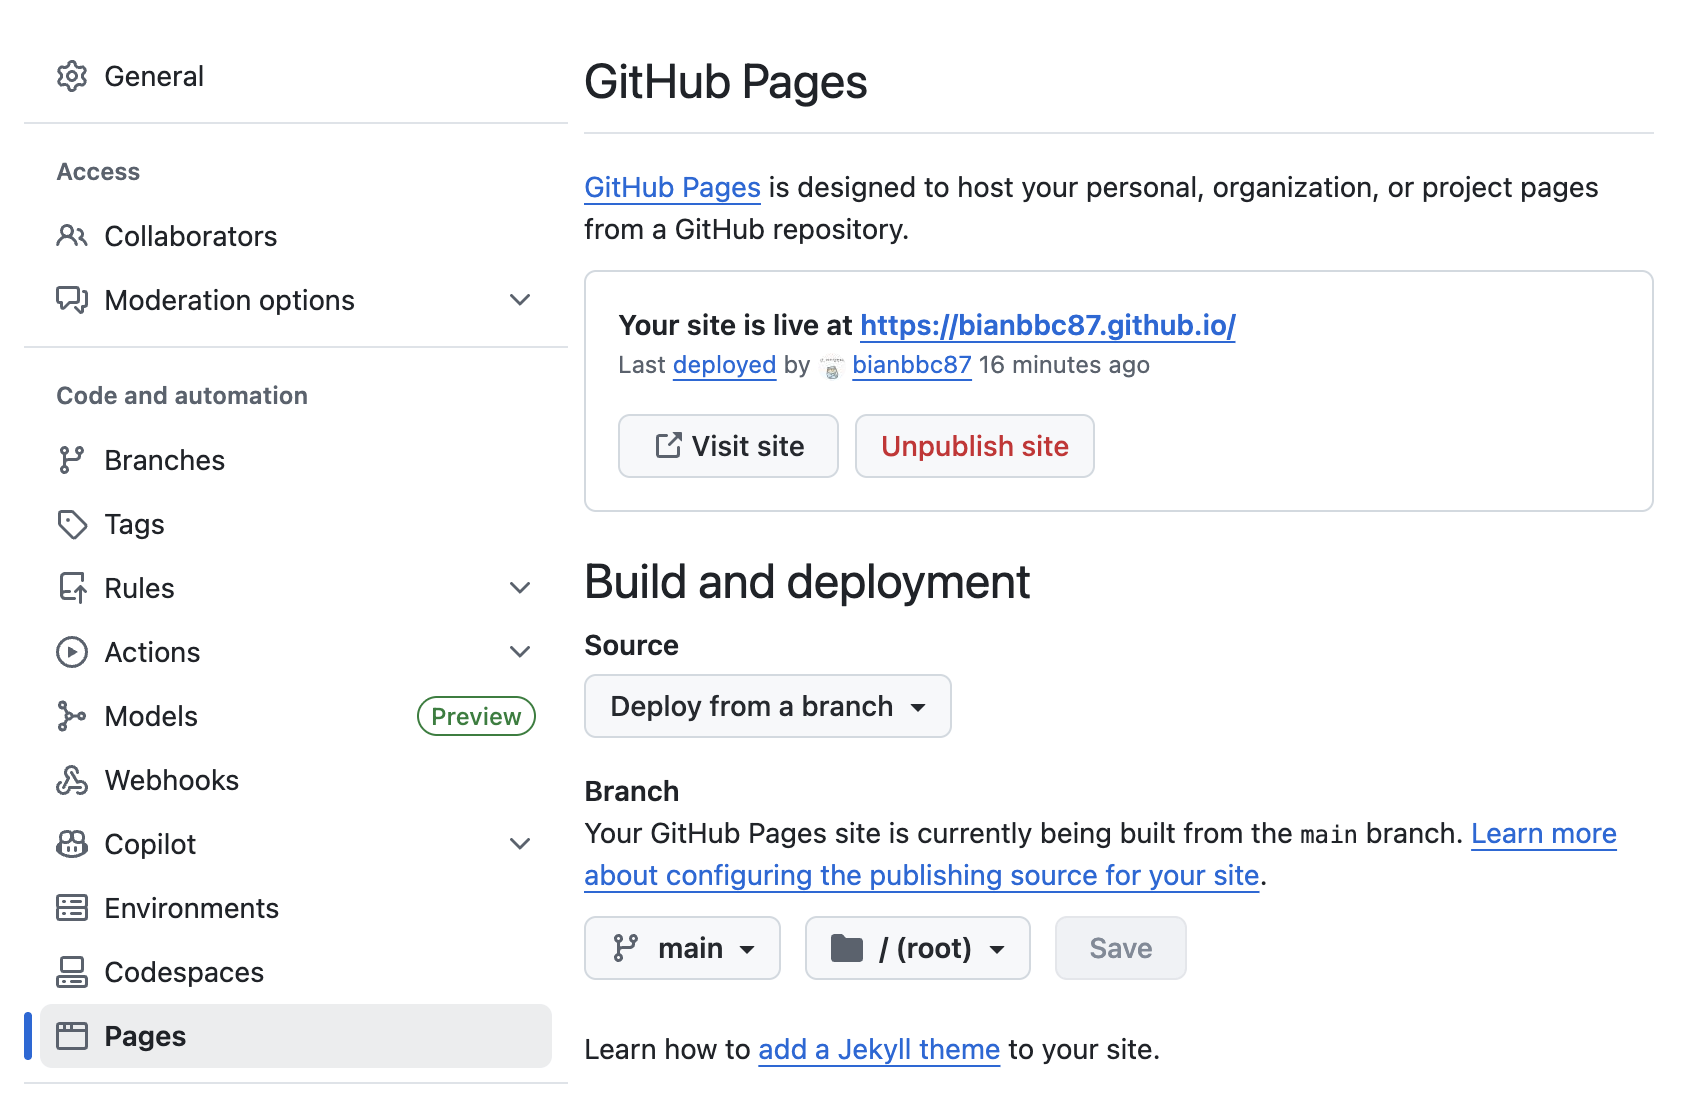 General
Access
Collaborators
Moderation options
Code and automation
Branches
Tags
Rules
Actions
Models Preview
Webhooks
Copilot
Environments
Codespaces
Pages
GitHub Pages
GitHub Pages is designed to host your personal, organization, or project pages
from a GitHub repository.
Your site is live at https://bianbbc87.github.io/
Last deployed by bianbbc87 16 minutes ago
Visit site
Unpublish site
Build and deployment
Source
Deploy from a branch
Branch
Your GitHub Pages site is currently being built from the main branch. Learn more
about configuring the publishing source for your site.
main
/ (root)
Save
Learn how to add a Jekyll theme to your site.